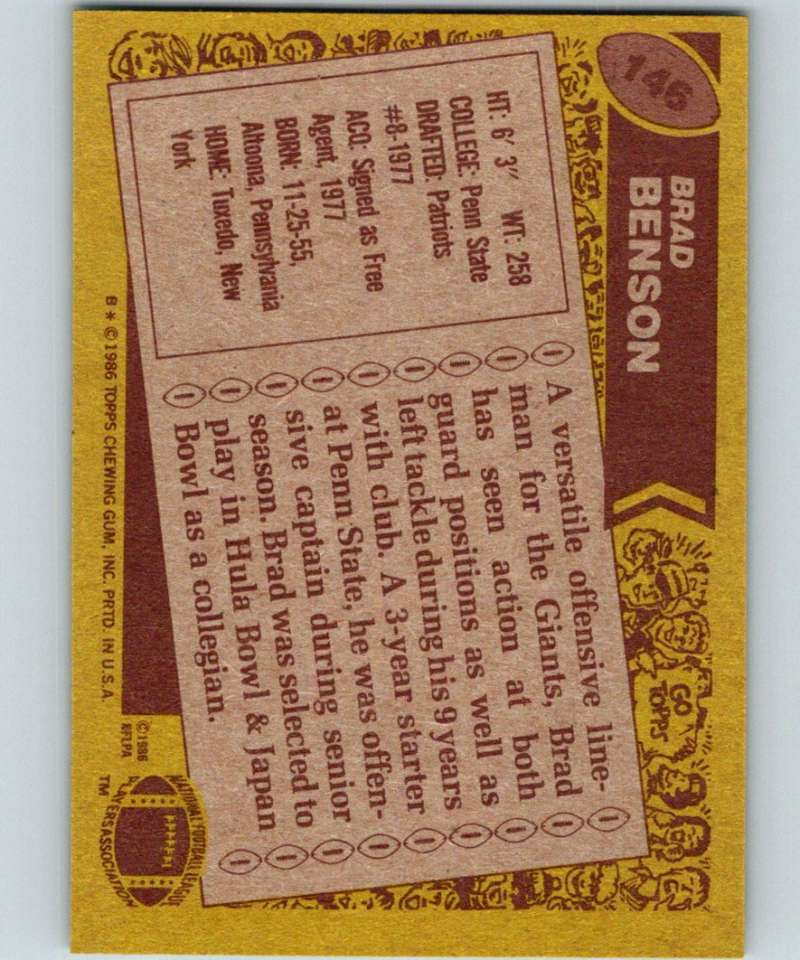 146
BRAD
BENSON
HT: 6' 3" WT: 258
COLLEGE: Penn State
DRAFTED: Patriots
#8-1977
ACQ: Signed as Free
Agent, 1977
BORN: 11-25-55,
Altoona, Pennsylvania
HOME: Tuxedo, New
York
A versatile offensive line-
man for the Giants, Brad
has seen action at both
guard positions as well as
left tackle during his 9 years
with club. A 3-year starter
at Penn State, he was offen-
sive captain during senior
season. Brad was selected to
play in Hula Bowl & Japan
Bowl as a collegian.
GO
TOPPS
B * © 1986 TOPPS CHEWING GUM, INC. PRTD. IN U.S.A.
© 1986
NFLPA
NATIONAL FOOTBALL LEAGUE
PLAYERS ASSOCIATION
TM